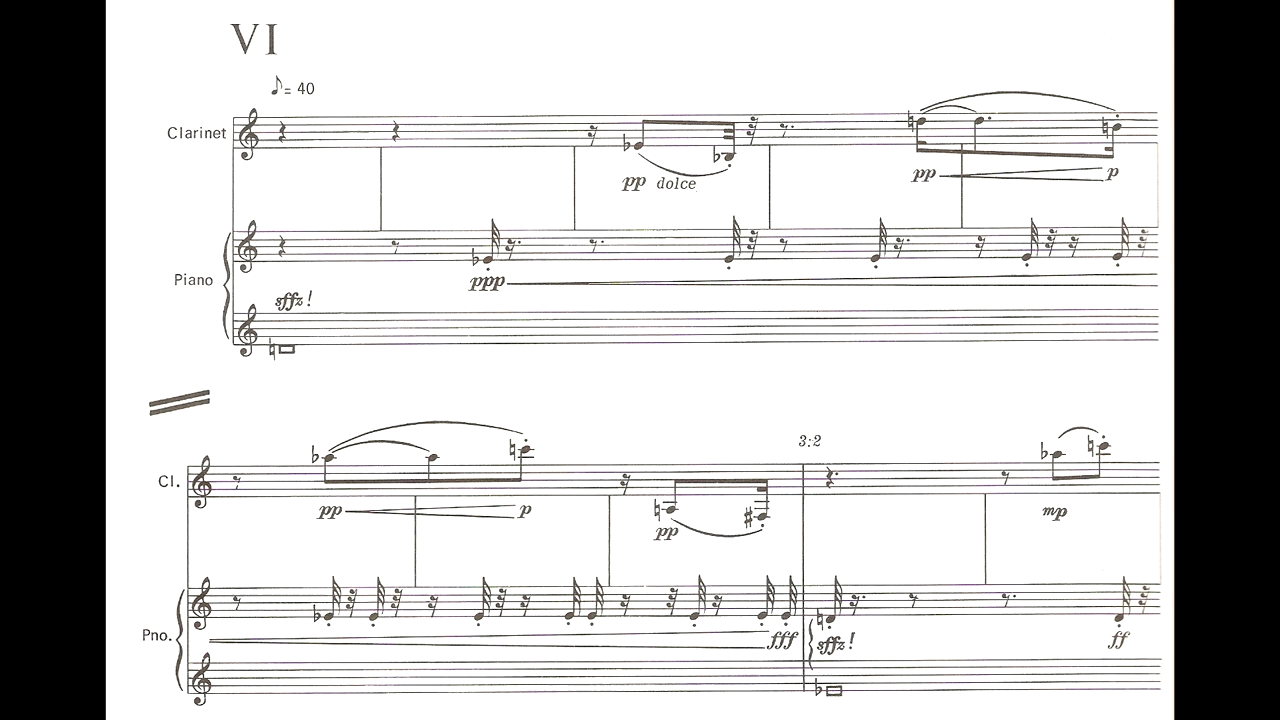 VI
♪= 40
Clarinet
pp dolce
pp p
Piano
ppp
sffz!
3:2
Cl.
pp p
pp
mp
Pno.
fff
sffz!
ff